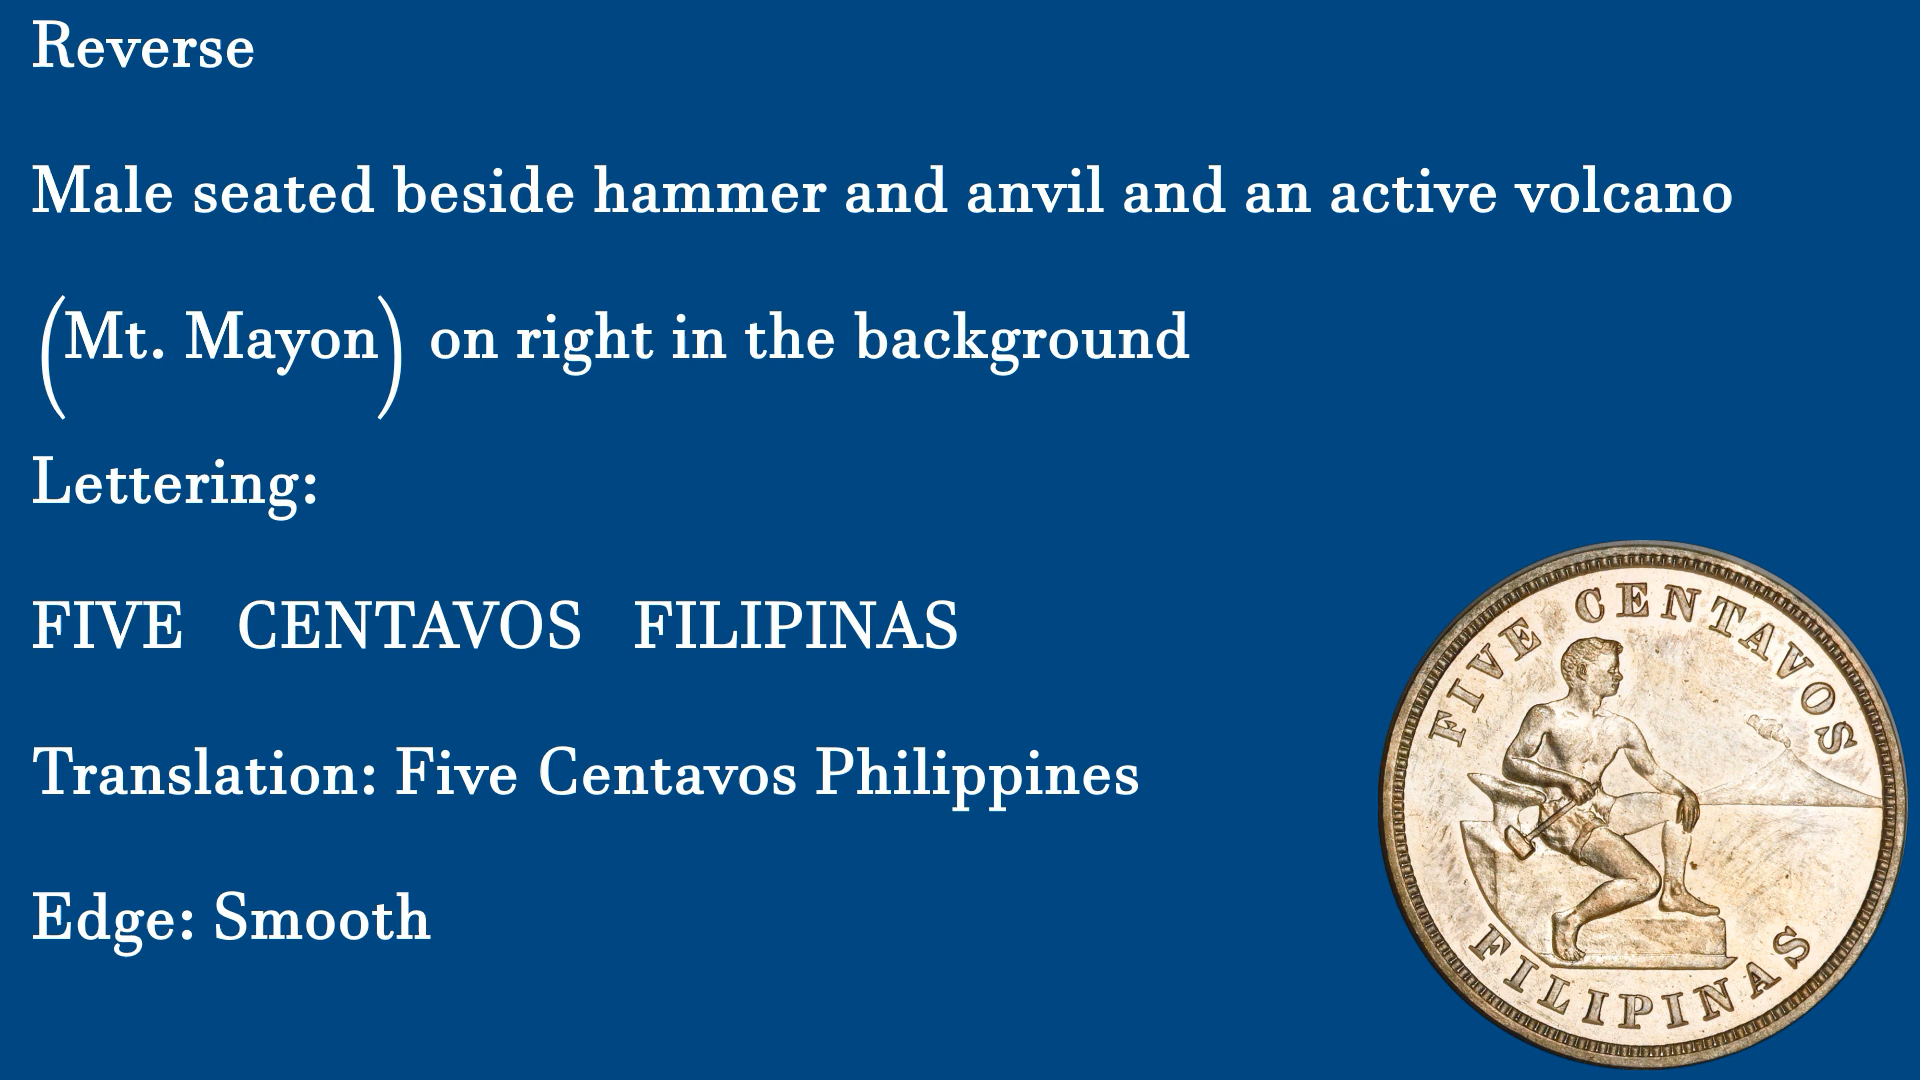 Reverse
Male seated beside hammer and anvil and an active volcano
(Mt. Mayon) on right in the background
Lettering:
FIVE CENTAVOS FILIPINAS
Translation: Five Centavos Philippines
Edge: Smooth
FIVE CENTAVOS
FILIPINAS